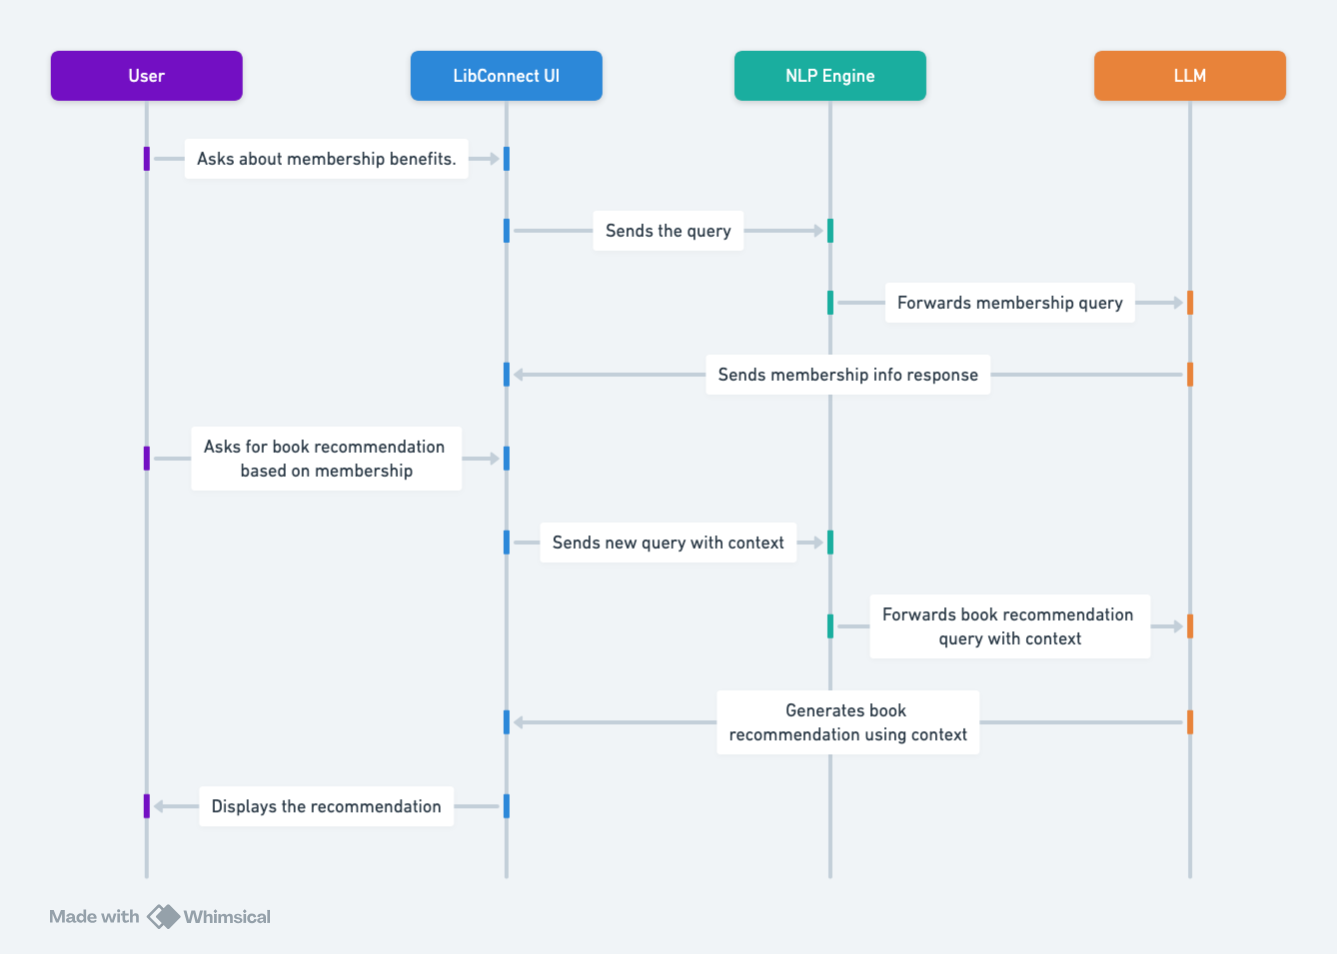 User
LibConnect UI
NLP Engine
LLM
Asks about membership benefits.
Sends the query
Forwards membership query
Sends membership info response
Asks for book recommendation
based on membership
Sends new query with context
Forwards book recommendation
query with context
Generates book
recommendation using context
Displays the recommendation
Made with Whimsical